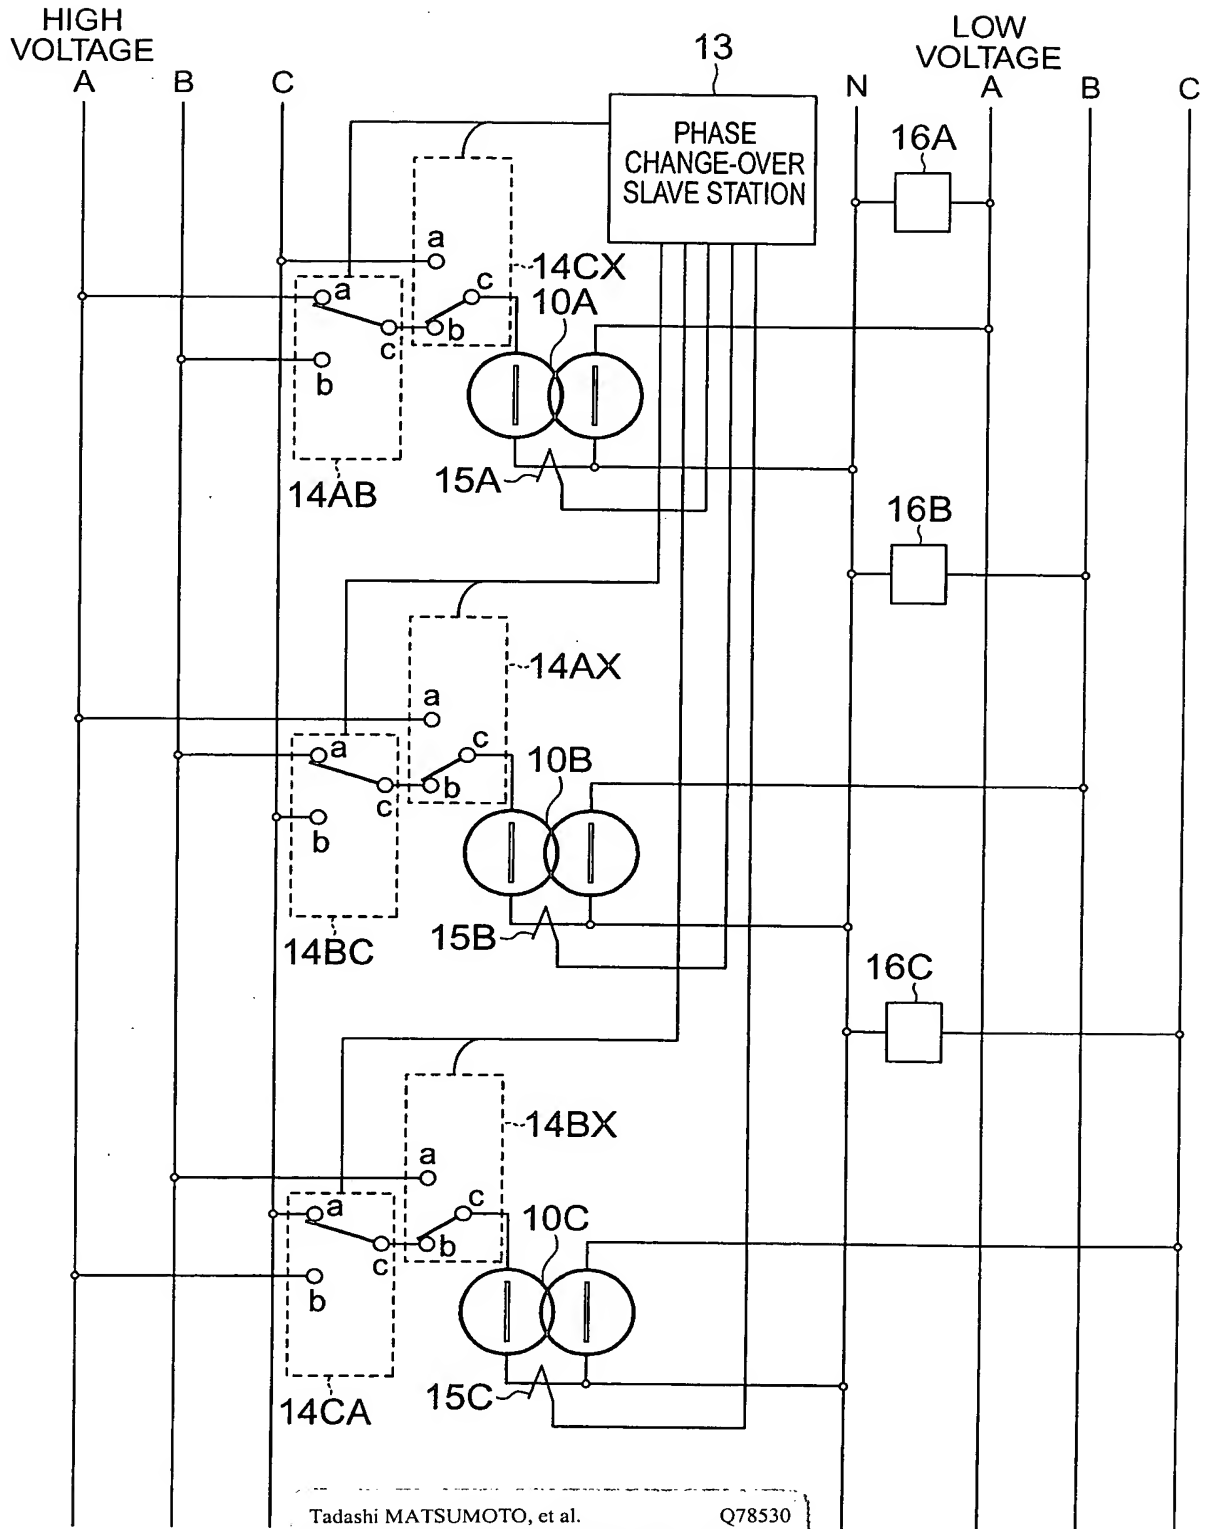 HIGH
VOLTAGE
A
B
C
13
LOW
VOLTAGE
N
A
B
C
PHASE
CHANGE-OVER
SLAVE STATION
16A
a
14CX
c
10A
a
b
c
b
15A
14AB
16B
14AX
a
c
10B
a
b
c
b
15B
14BC
16C
14BX
a
c
10C
a
b
c
b
15C
14CA
Tadashi MATSUMOTO, et al. Q78530